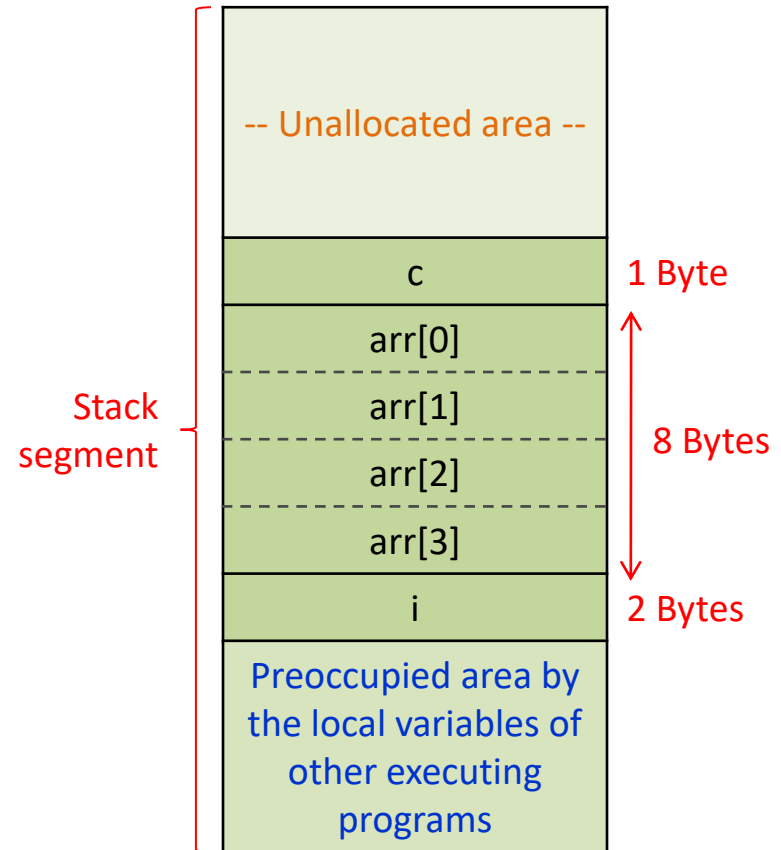 -- Unallocated area --
c
1 Byte
arr[0]
arr[1]
arr[2]
arr[3]
8 Bytes
Stack
segment
i
2 Bytes
Preoccupied area by
the local variables of
other executing
programs